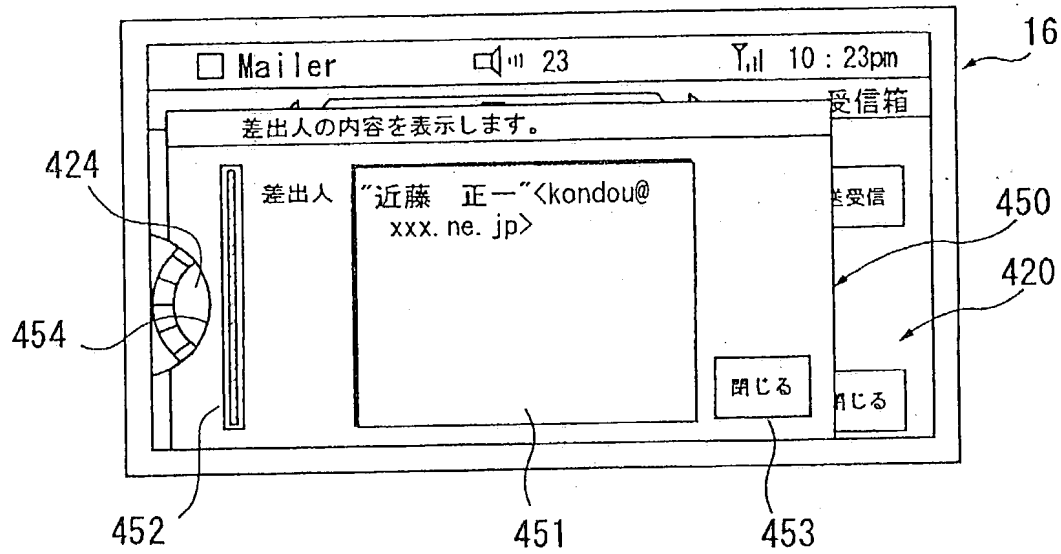 Mailer 23 10:23pm
受信箱
差出人の内容を表示します。
差出人 "近藤 正一"<kondou@
xxx.ne.jp>
送受信
閉じる
じる
16
424
454
450
420
452
451
453